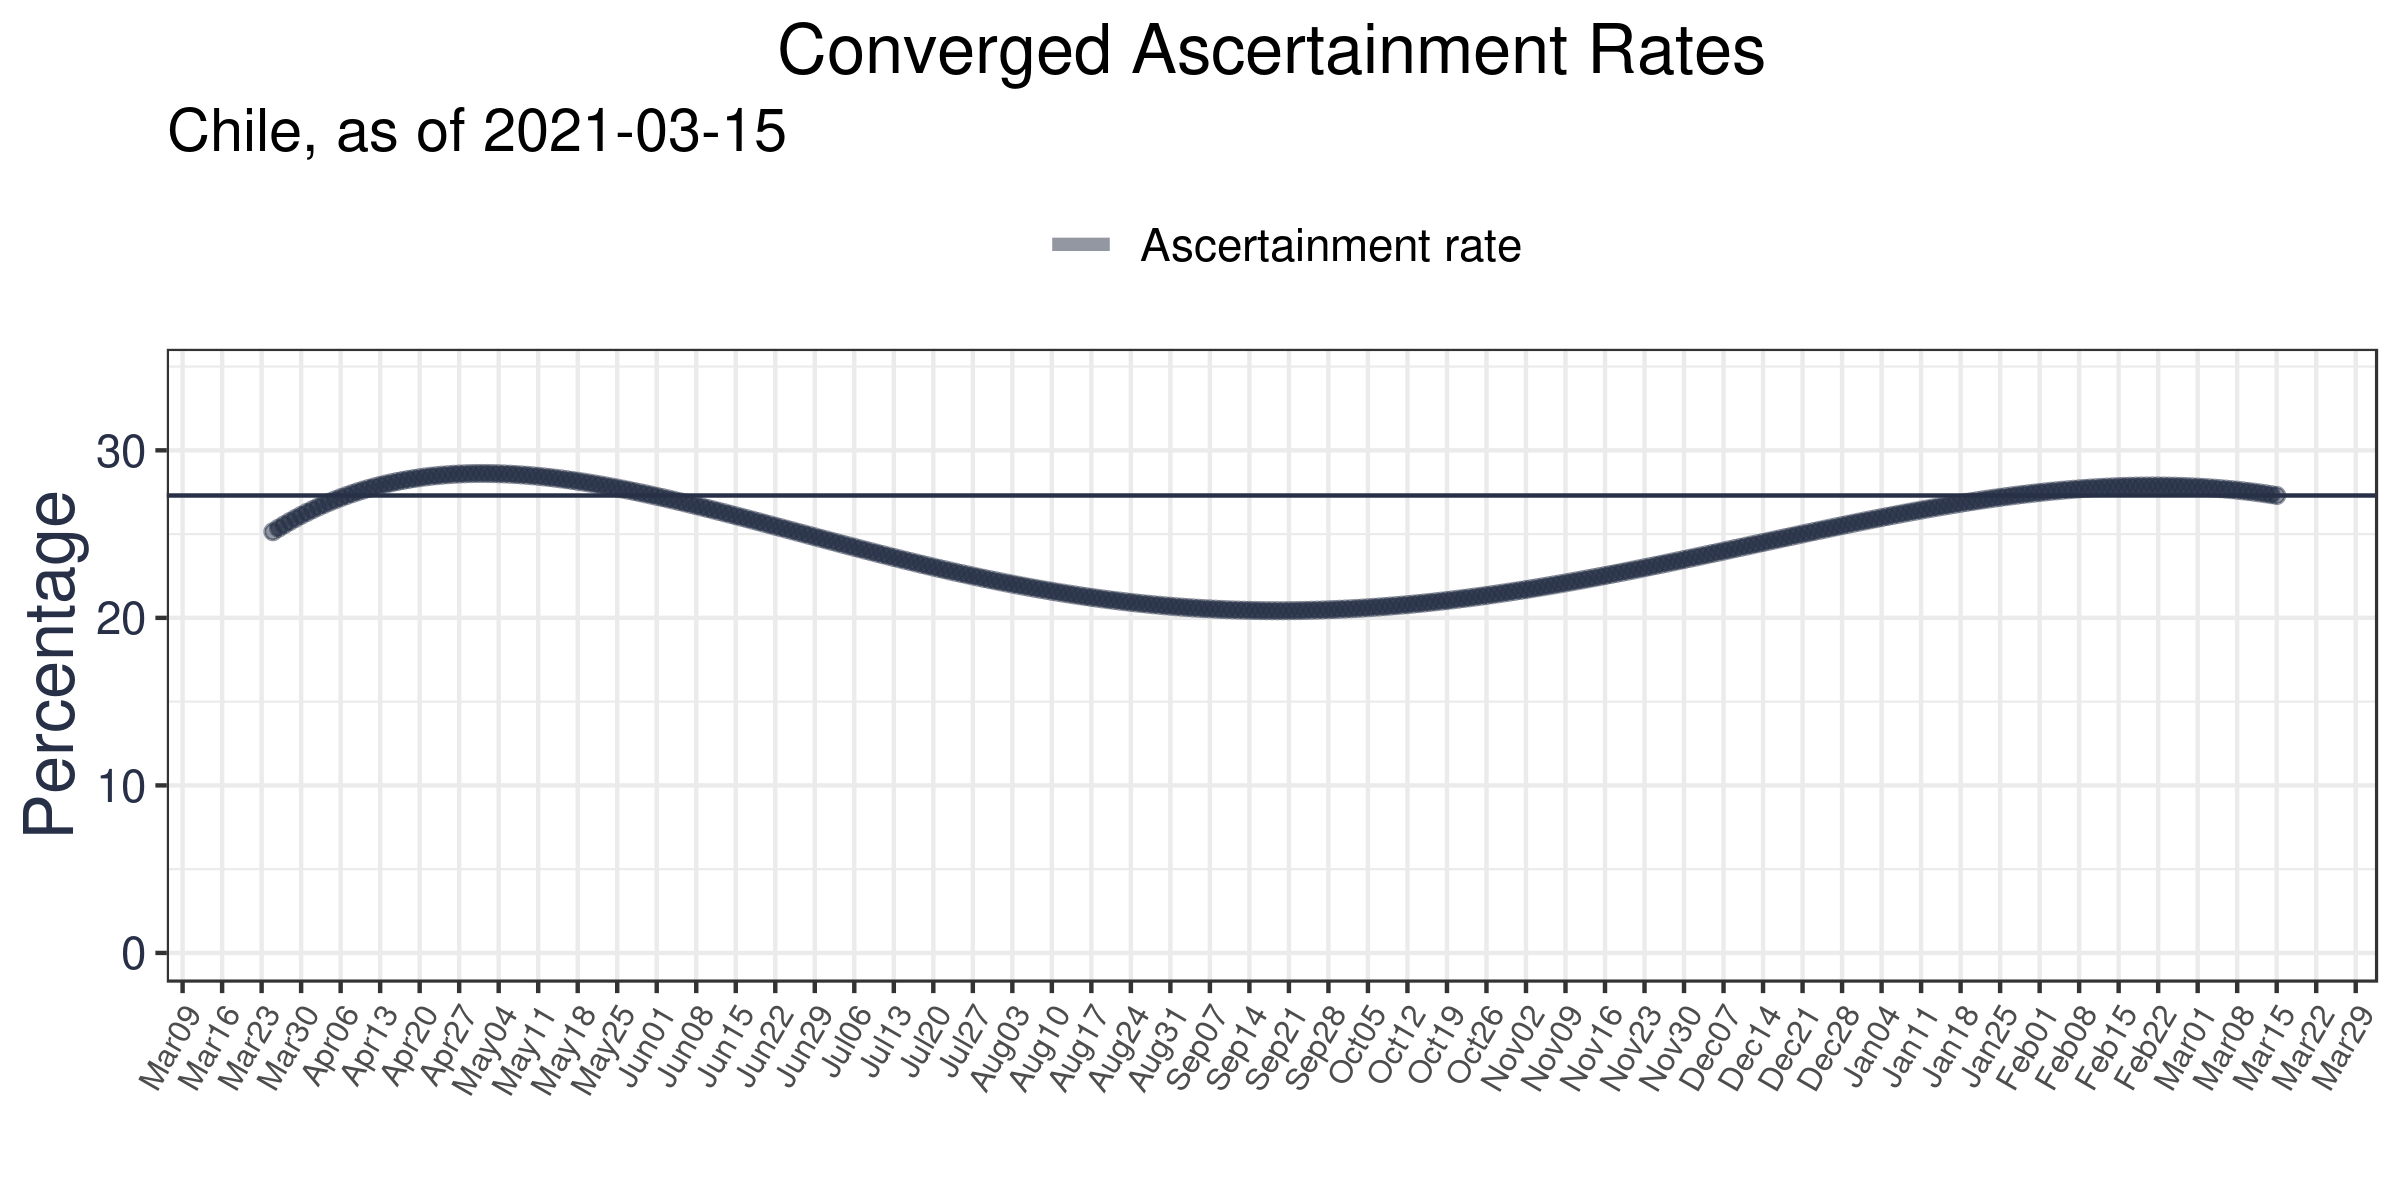 Converged Ascertainment Rates
Chile, as of 2021-03-15
Ascertainment rate
Percentage
30
20
10
0
Mar09 Mar16 Mar23 Mar30 Apr06 Apr13 Apr20 Apr27 May04 May11 May18 May25 Jun01 Jun08 Jun15 Jun22 Jun29 Jul06 Jul13 Jul20 Jul27 Aug03 Aug10 Aug17 Aug24 Aug31 Sep07 Sep14 Sep21 Sep28 Oct05 Oct12 Oct19 Oct26 Nov02 Nov09 Nov16 Nov23 Nov30 Dec07 Dec14 Dec21 Dec28 Jan04 Jan11 Jan18 Jan25 Feb01 Feb08 Feb15 Feb22 Mar01 Mar08 Mar15 Mar22 Mar29